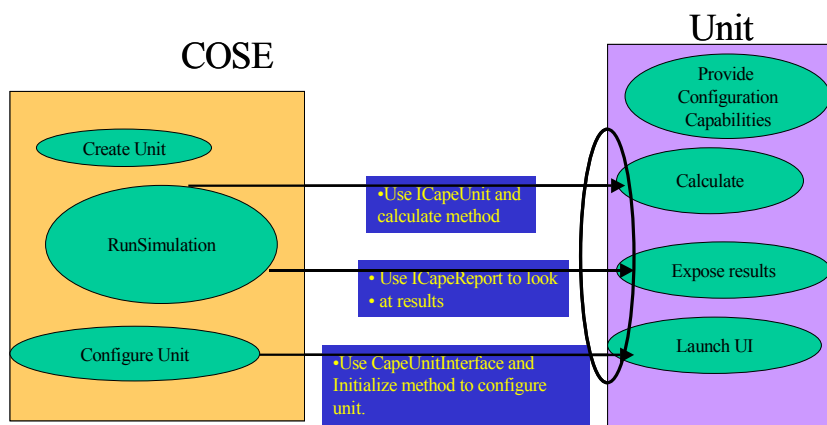 Unit
COSE
Provide
Configuration
Capabilities
Create Unit
•Use ICapeUnit and
•calculate method
Calculate
RunSimulation
• Use ICapeReport to look
• at results
Expose results
Configure Unit
•Use CapeUnitInterface and
Initialize method to configure
unit.
Launch UI